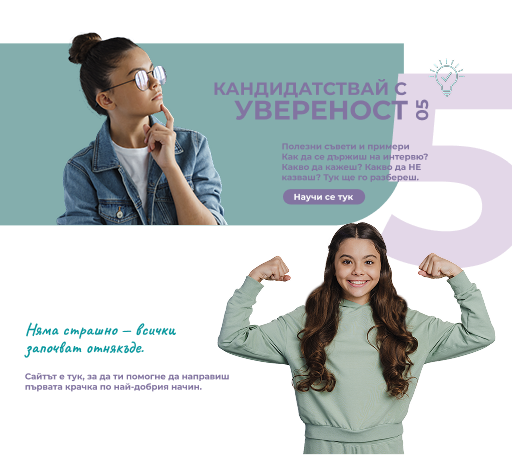 КАНДИДАТСТВАЙ С
УВЕРЕНОСТ
05
5
Полезни съвети и примери
Как да се държиш на интервю?
Какво да кажеш? Какво да НЕ
казваш? Тук ще го разбереш.
Научи се тук
Няма страшно – всички
започват отнякъде.
Сайтът е тук, за да ти помогне да направиш
първата крачка по най-добрия начин.